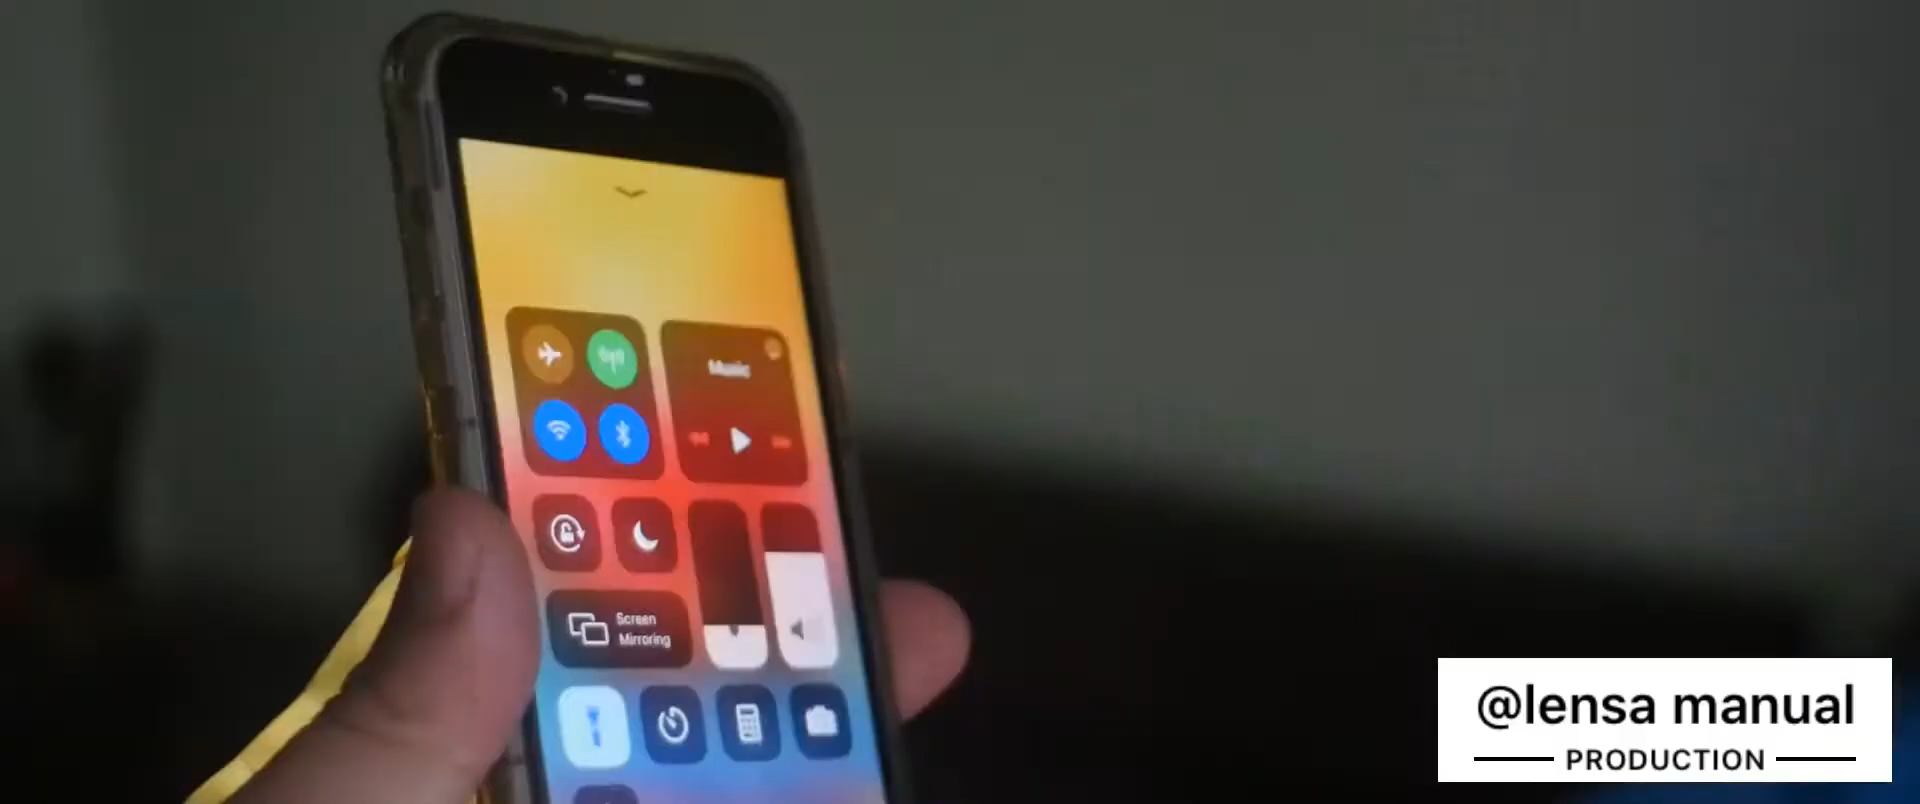 Music
Screen
Mirroring
@lensa manual
PRODUCTION